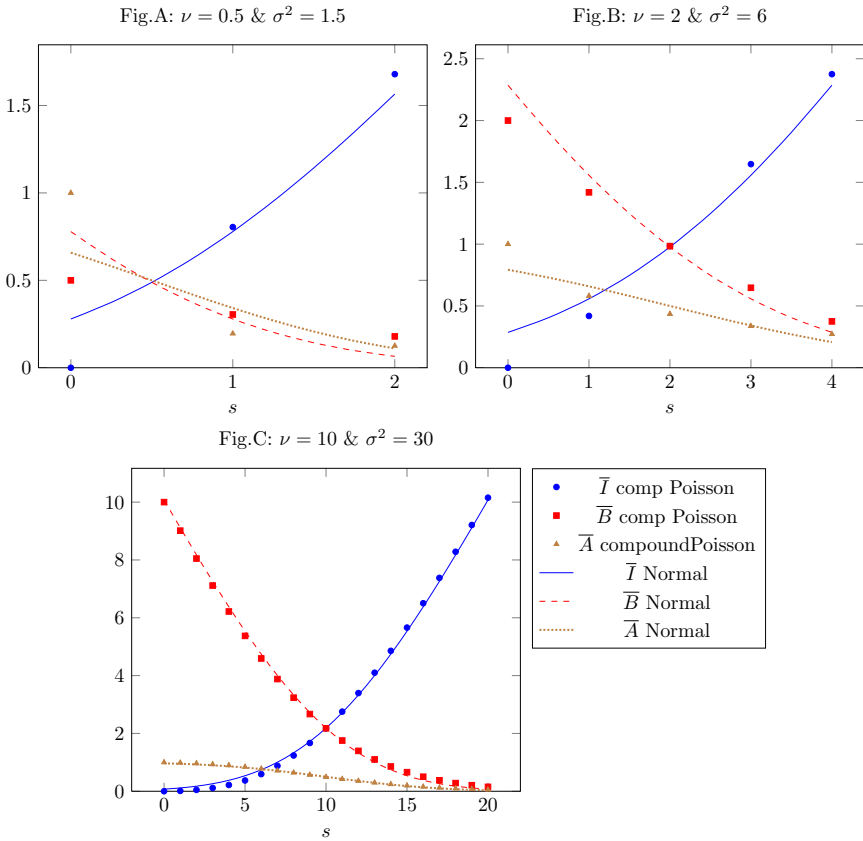 Fig.A: ν = 0.5 & σ² = 1.5
1.5
1
0.5
0
0 1 2
s
Fig.B: ν = 2 & σ² = 6
2.5
2
1.5
1
0.5
0
0 1 2 3 4
s
Fig.C: ν = 10 & σ² = 30
10
8
6
4
2
0
0 5 10 15 20
s
I̅ comp Poisson
B̅ comp Poisson
A̅ compoundPoisson
I̅ Normal
B̅ Normal
A̅ Normal